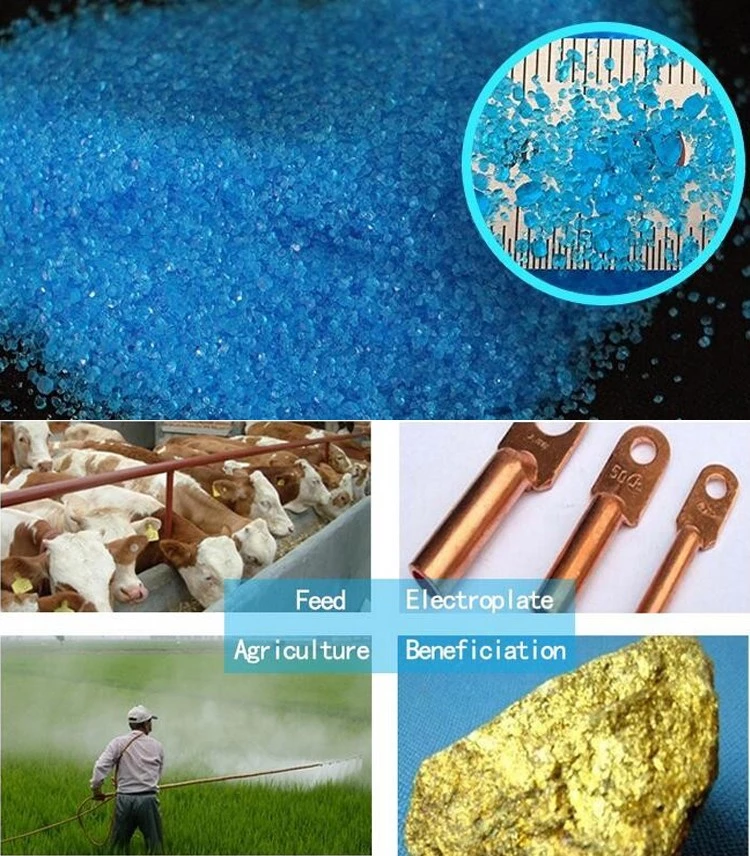 Feed
Electroplate
Agriculture
Beneficiation